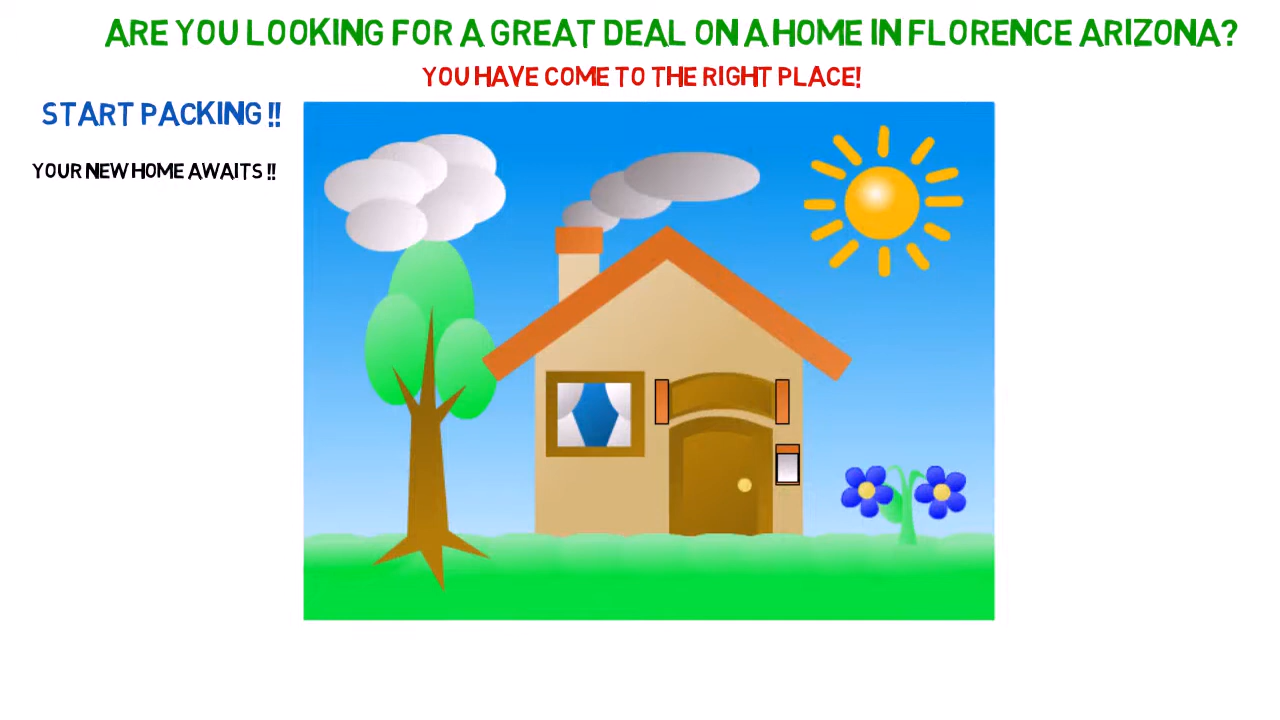 ARE YOU LOOKING FOR A GREAT DEAL ON A HOME IN FLORENCE ARIZONA?
YOU HAVE COME TO THE RIGHT PLACE!
START PACKING !!
YOUR NEW HOME AWAITS !!